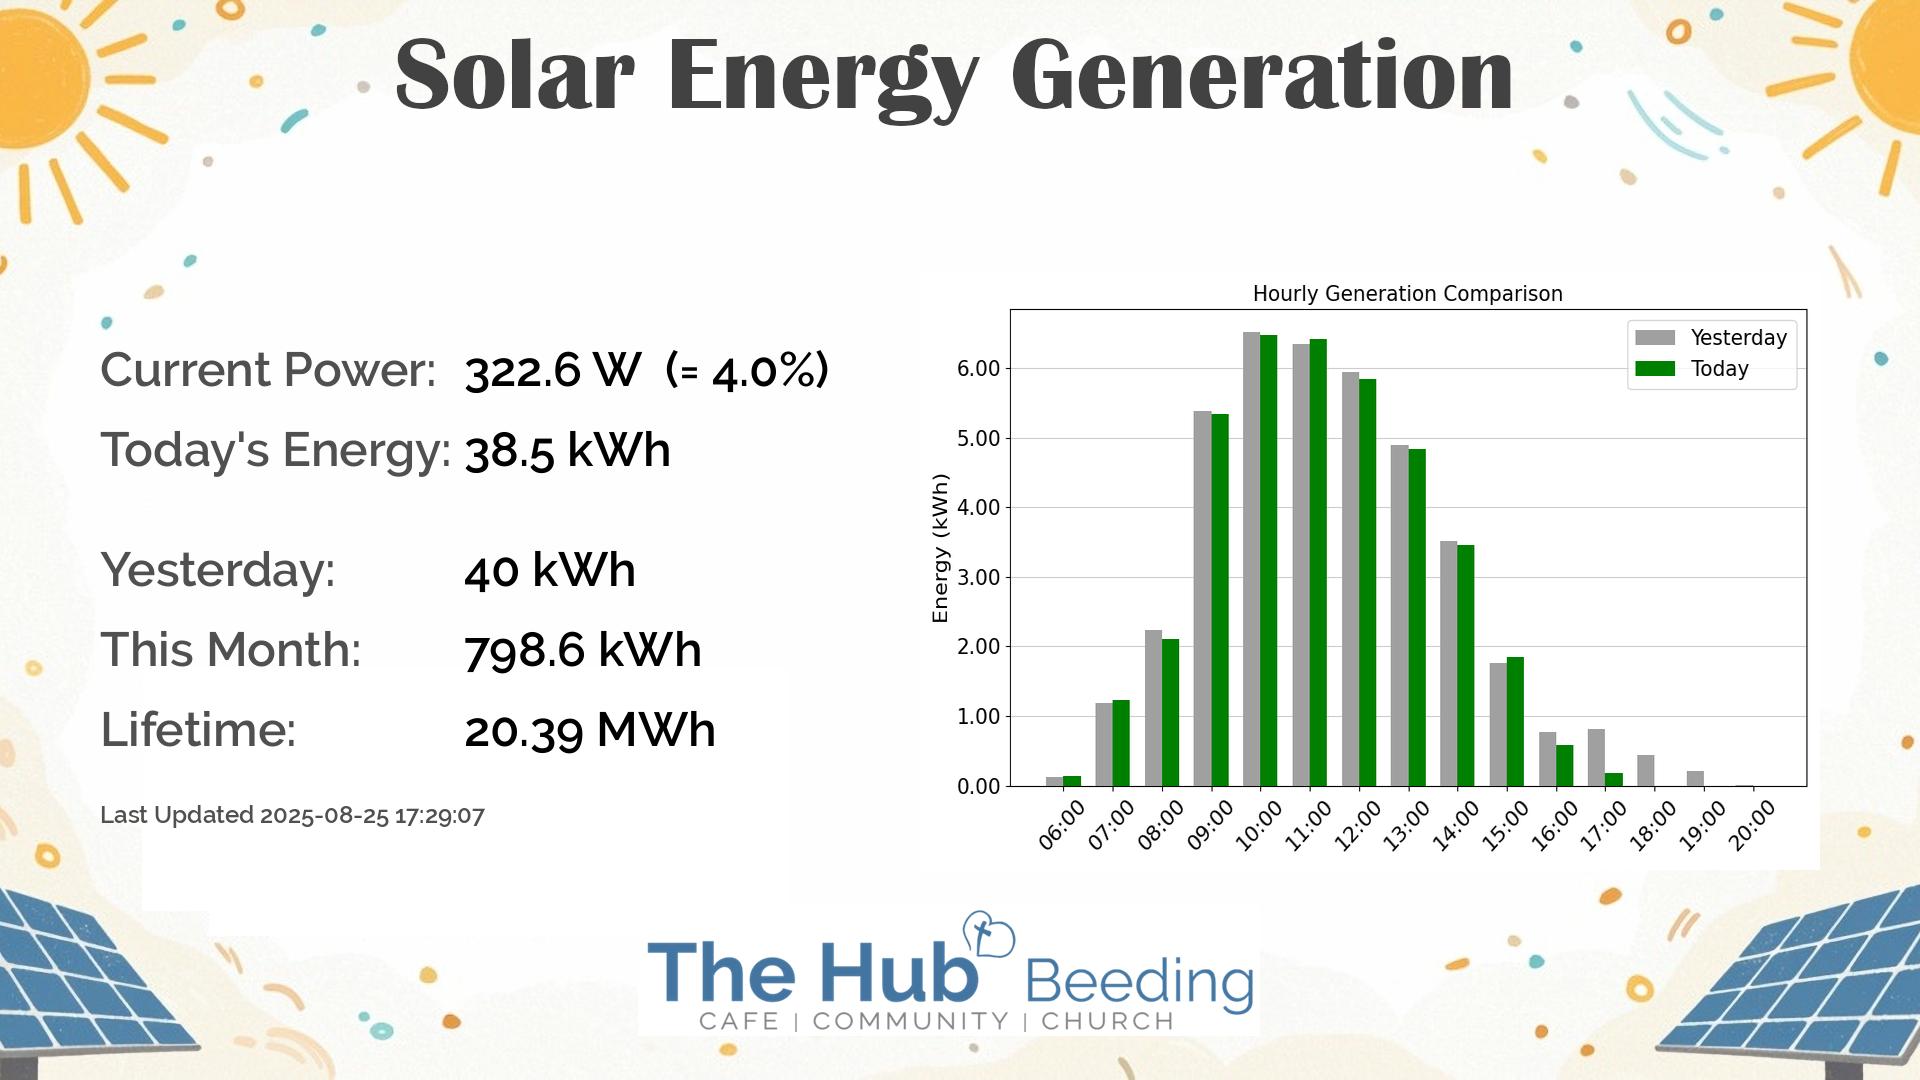 Solar Energy Generation
Current Power: 322.6 W (= 4.0%)
Today's Energy: 38.5 kWh
Yesterday: 40 kWh
This Month: 798.6 kWh
Lifetime: 20.39 MWh
Last Updated 2025-08-25 17:29:07
Hourly Generation Comparison
Yesterday
Today
Energy (kWh)
6.00
5.00
4.00
3.00
2.00
1.00
0.00
06:00 07:00 08:00 09:00 10:00 11:00 12:00 13:00 14:00 15:00 16:00 17:00 18:00 19:00 20:00
The Hub Beeding
CAFE | COMMUNITY | CHURCH